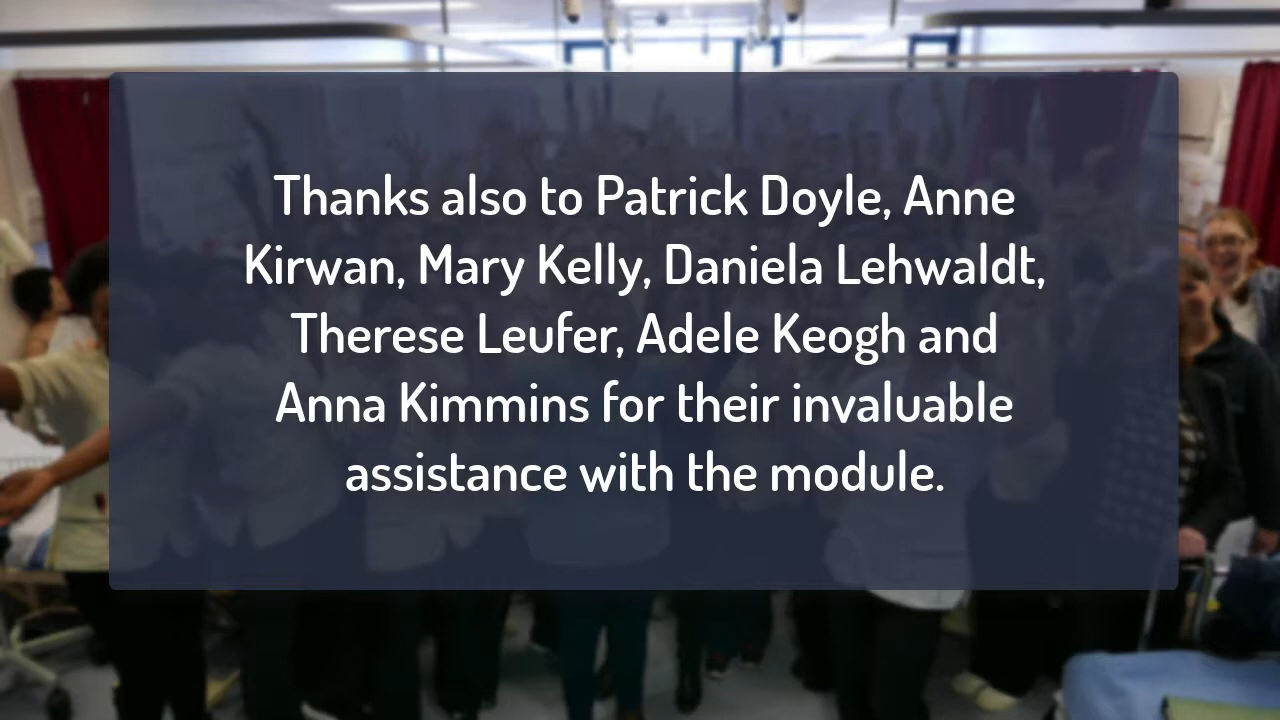 Thanks also to Patrick Doyle, Anne
Kirwan, Mary Kelly, Daniela Lehwaldt,
Therese Leufer, Adele Keogh and
Anna Kimmins for their invaluable
assistance with the module.